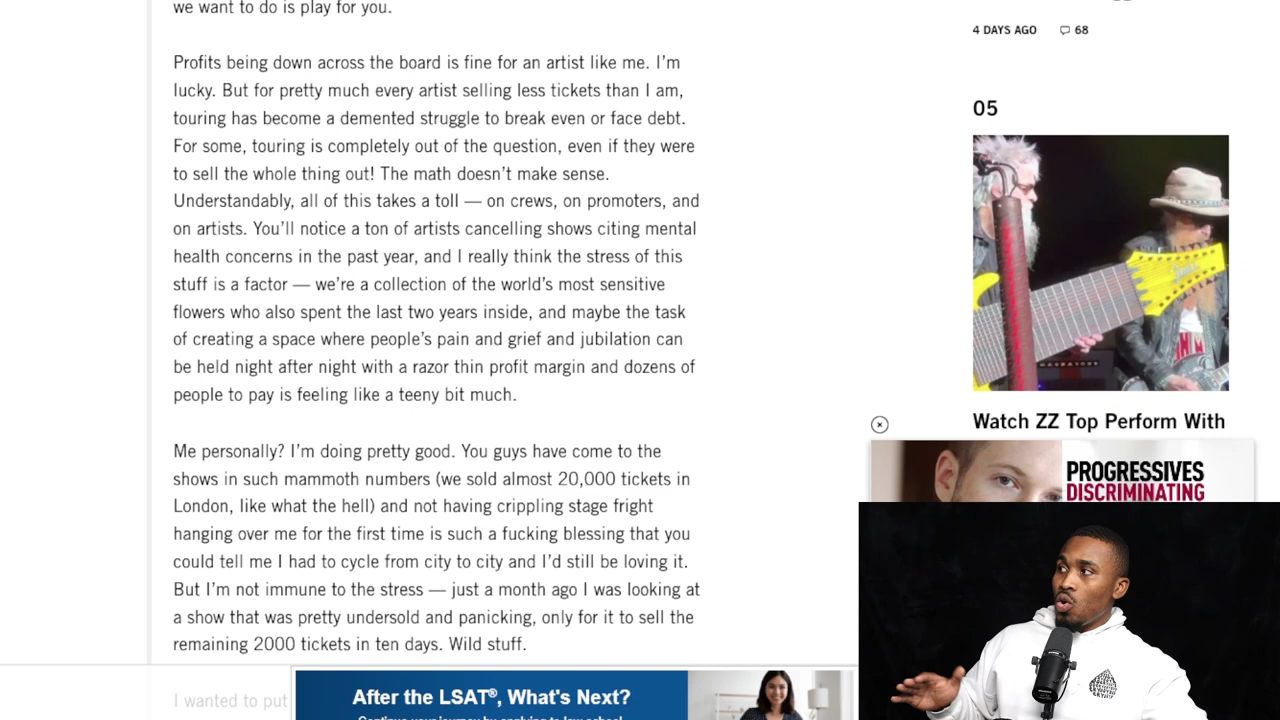 we want to do is play for you.
Profits being down across the board is fine for an artist like me. I'm
lucky. But for pretty much every artist selling less tickets than I am,
touring has become a demented struggle to break even or face debt.
For some, touring is completely out of the question, even if they were
to sell the whole thing out! The math doesn't make sense.
Understandably, all of this takes a toll — on crews, on promoters, and
on artists. You'll notice a ton of artists cancelling shows citing mental
health concerns in the past year, and I really think the stress of this
stuff is a factor — we're a collection of the world's most sensitive
flowers who also spent the last two years inside, and maybe the task
of creating a space where people's pain and grief and jubilation can
be held night after night with a razor thin profit margin and dozens of
people to pay is feeling like a teeny bit much.
Me personally? I'm doing pretty good. You guys have come to the
shows in such mammoth numbers (we sold almost 20,000 tickets in
London, like what the hell) and not having crippling stage fright
hanging over me for the first time is such a fucking blessing that you
could tell me I had to cycle from city to city and I'd still be loving it.
But I'm not immune to the stress — just a month ago I was looking at
a show that was pretty undersold and panicking, only for it to sell the
remaining 2000 tickets in ten days. Wild stuff.
I wanted to put
4 DAYS AGO 68
05
Watch ZZ Top Perform With
PROGRESSIVES
DISCRIMINATING
After the LSAT®, What's Next?
Continue your journey by applying to law school